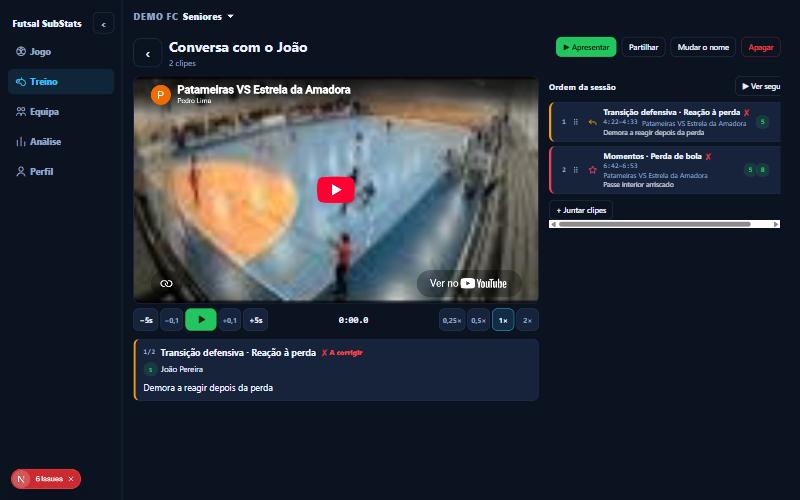 Futsal SubStats
‹
Jogo
Treino
Equipa
Análise
Perfil
6 Issues ×
DEMO FC Seniores
‹
Conversa com o João
2 clipes
▶ Apresentar
Partilhar
Mudar o nome
Apagar
P
Patameiras VS Estrela da Amadora
Pedro Lima
Ver no YouTube
−5s
−0,1
▶
+0,1
+5s
0:00.0
0,25×
0,5×
1×
2×
1/2 Transição defensiva · Reação à perda ✗ A corrigir
5 João Pereira
Demora a reagir depois da perda
Ordem da sessão
▶ Ver segu
1 Transição defensiva · Reação à perda ✗
4:22–4:33 Patameiras VS Estrela da Amadora
Demora a reagir depois da perda
5
2 Momentos · Perda de bola ✗
6:42–6:53
Patameiras VS Estrela da Amadora
Passe interior arriscado
5 8
+ Juntar clipes